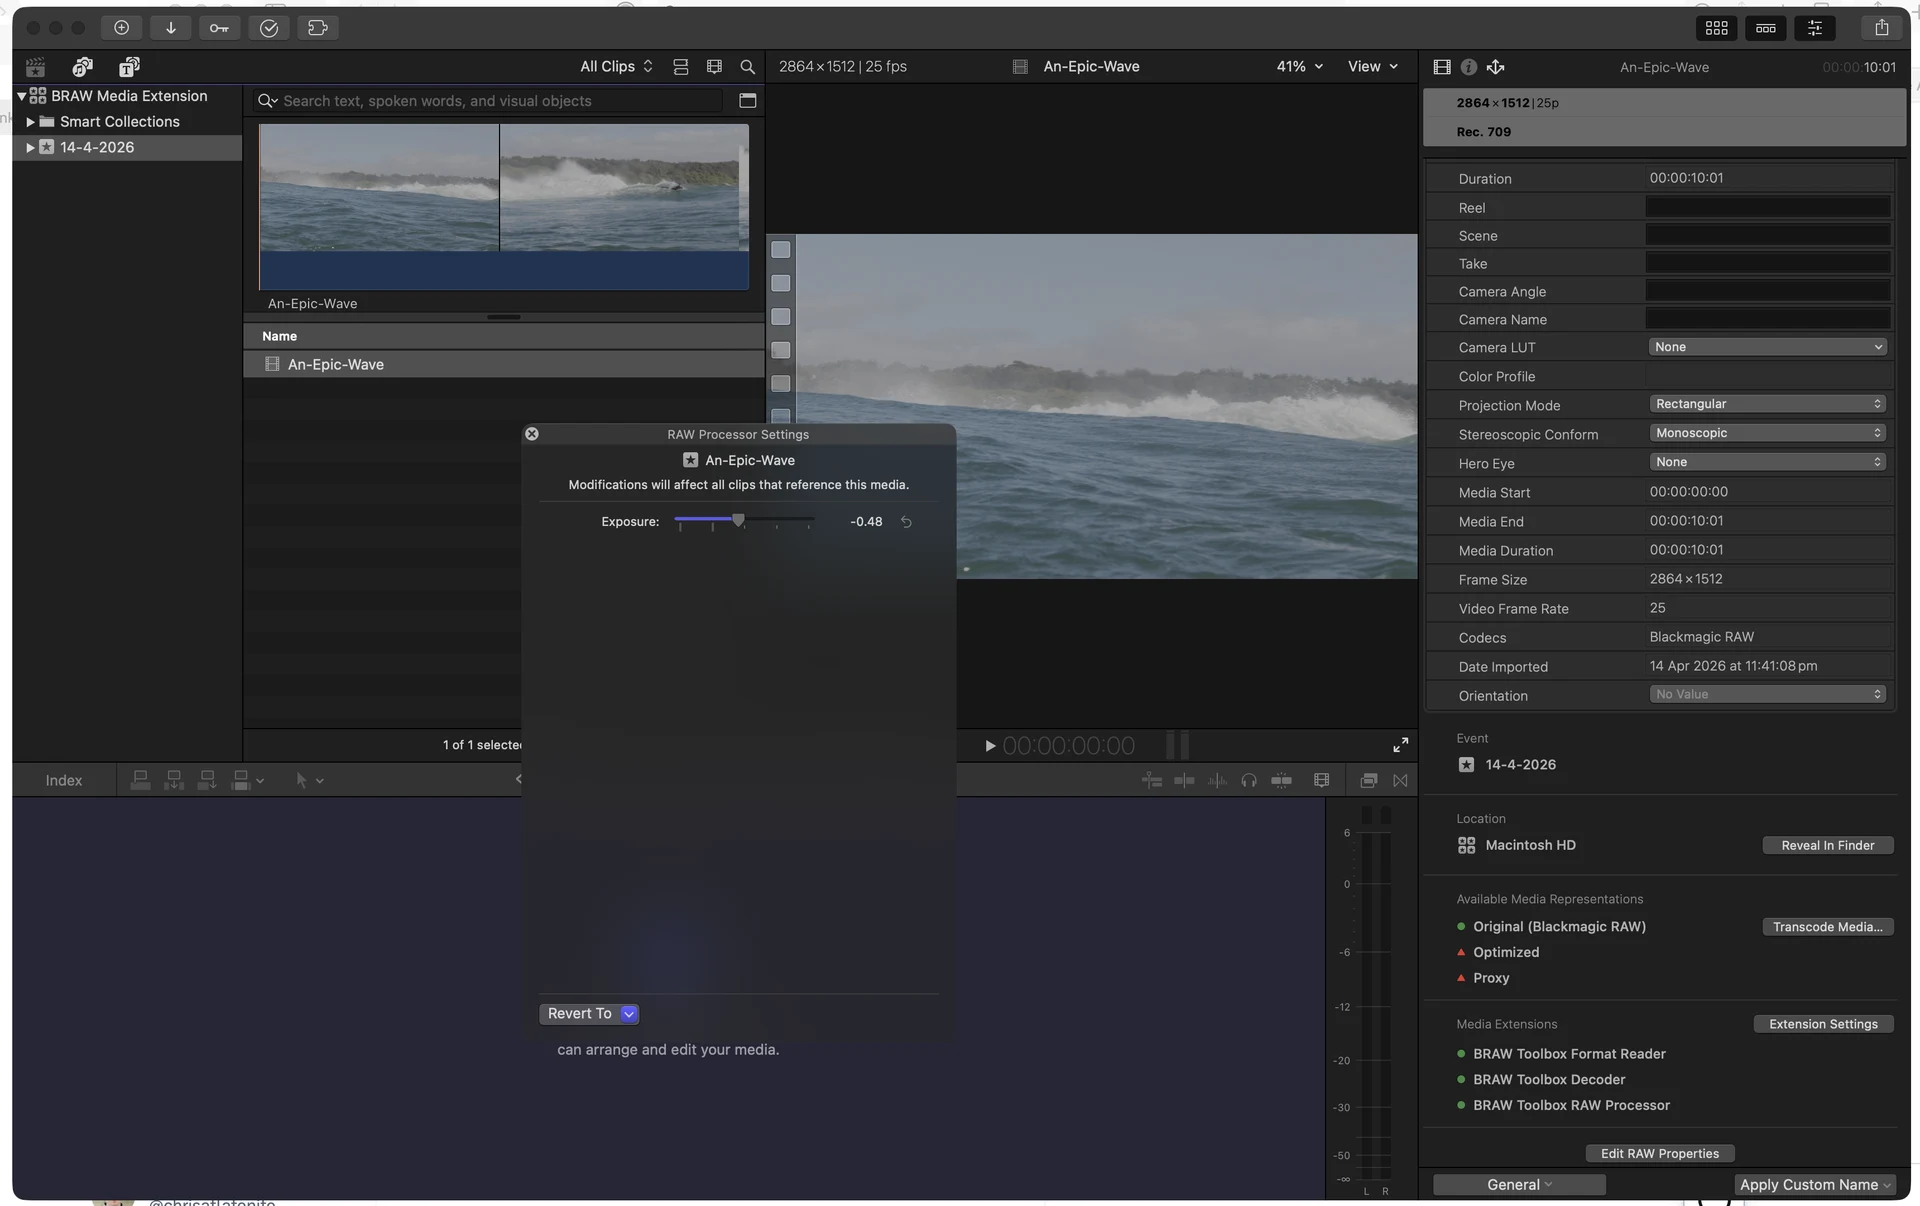 All Clips
2864×1512 | 25 fps
An-Epic-Wave
41%
View
An-Epic-Wave
00:00:10:01
BRAW Media Extension
Smart Collections
14-4-2026
Search text, spoken words, and visual objects
An-Epic-Wave
Name
An-Epic-Wave
1 of 1 selected
RAW Processor Settings
An-Epic-Wave
Modifications will affect all clips that reference this media.
Exposure: -0.48
Revert To
can arrange and edit your media.
00:00:00:00
Index
6
0
-6
-12
-20
-30
-50
-∞
L R
2864×1512|25p
Rec. 709
Duration 00:00:10:01
Reel
Scene
Take
Camera Angle
Camera Name
Camera LUT None
Color Profile
Projection Mode Rectangular
Stereoscopic Conform Monoscopic
Hero Eye None
Media Start 00:00:00:00
Media End 00:00:10:01
Media Duration 00:00:10:01
Frame Size 2864×1512
Video Frame Rate 25
Codecs Blackmagic RAW
Date Imported 14 Apr 2026 at 11:41:08 pm
Orientation No Value
Event
14-4-2026
Location
Macintosh HD Reveal In Finder
Available Media Representations
Original (Blackmagic RAW) Transcode Media...
Optimized
Proxy
Media Extensions Extension Settings
BRAW Toolbox Format Reader
BRAW Toolbox Decoder
BRAW Toolbox RAW Processor
Edit RAW Properties
General Apply Custom Name